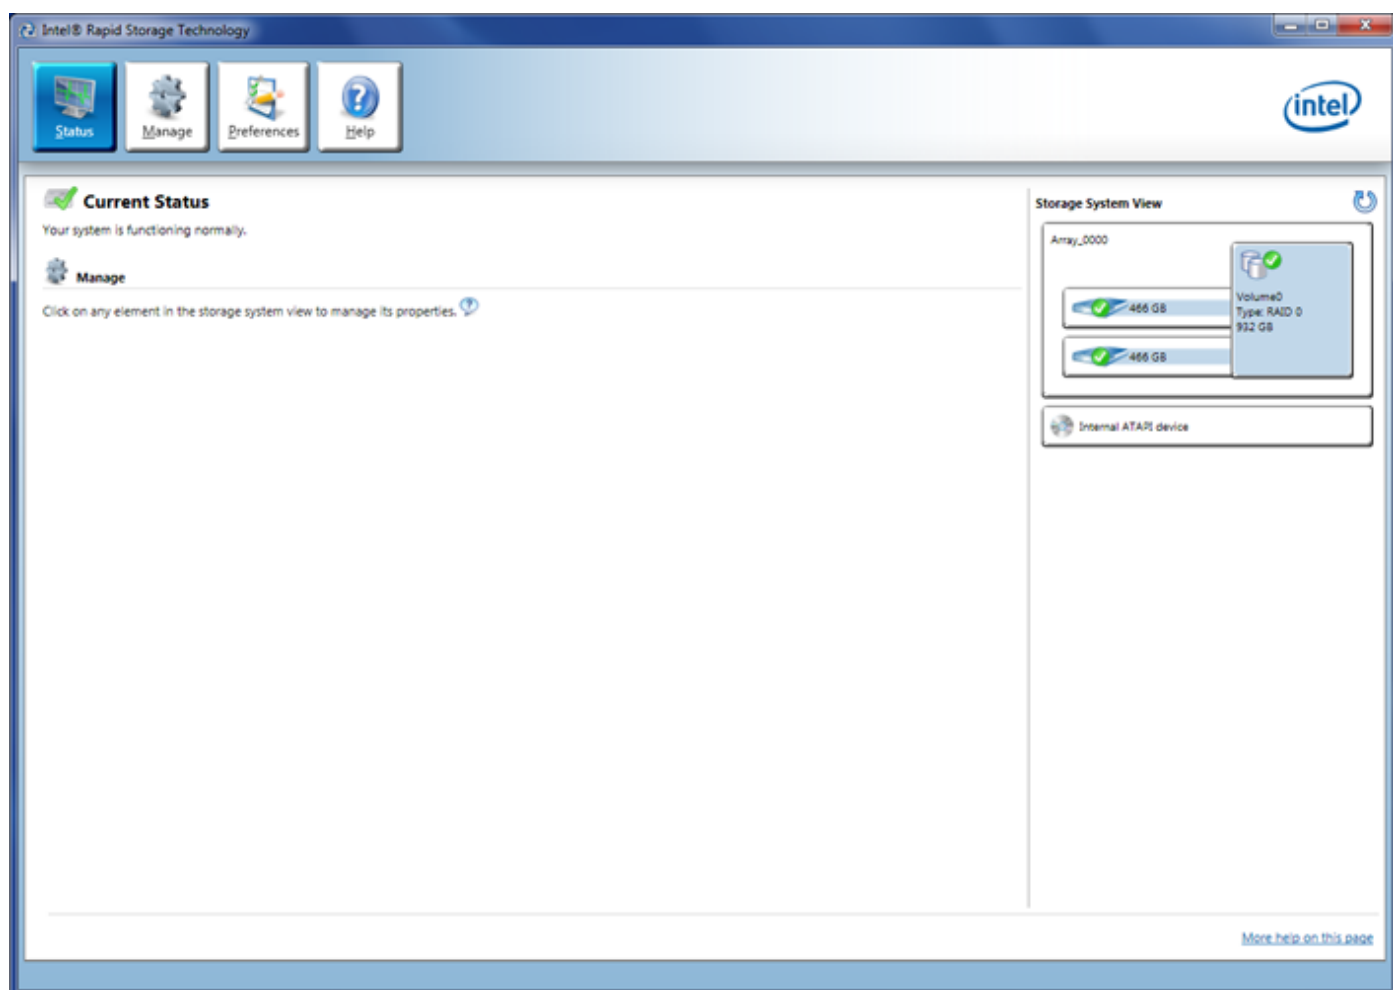 Intel® Rapid Storage Technology
Status
Manage
Preferences
Help
intel
Current Status
Your system is functioning normally.
Manage
Click on any element in the storage system view to manage its properties.
Storage System View
Array_0000
466 GB
466 GB
Volume0
Type: RAID 0
932 GB
Internal ATAPI device
More help on this page